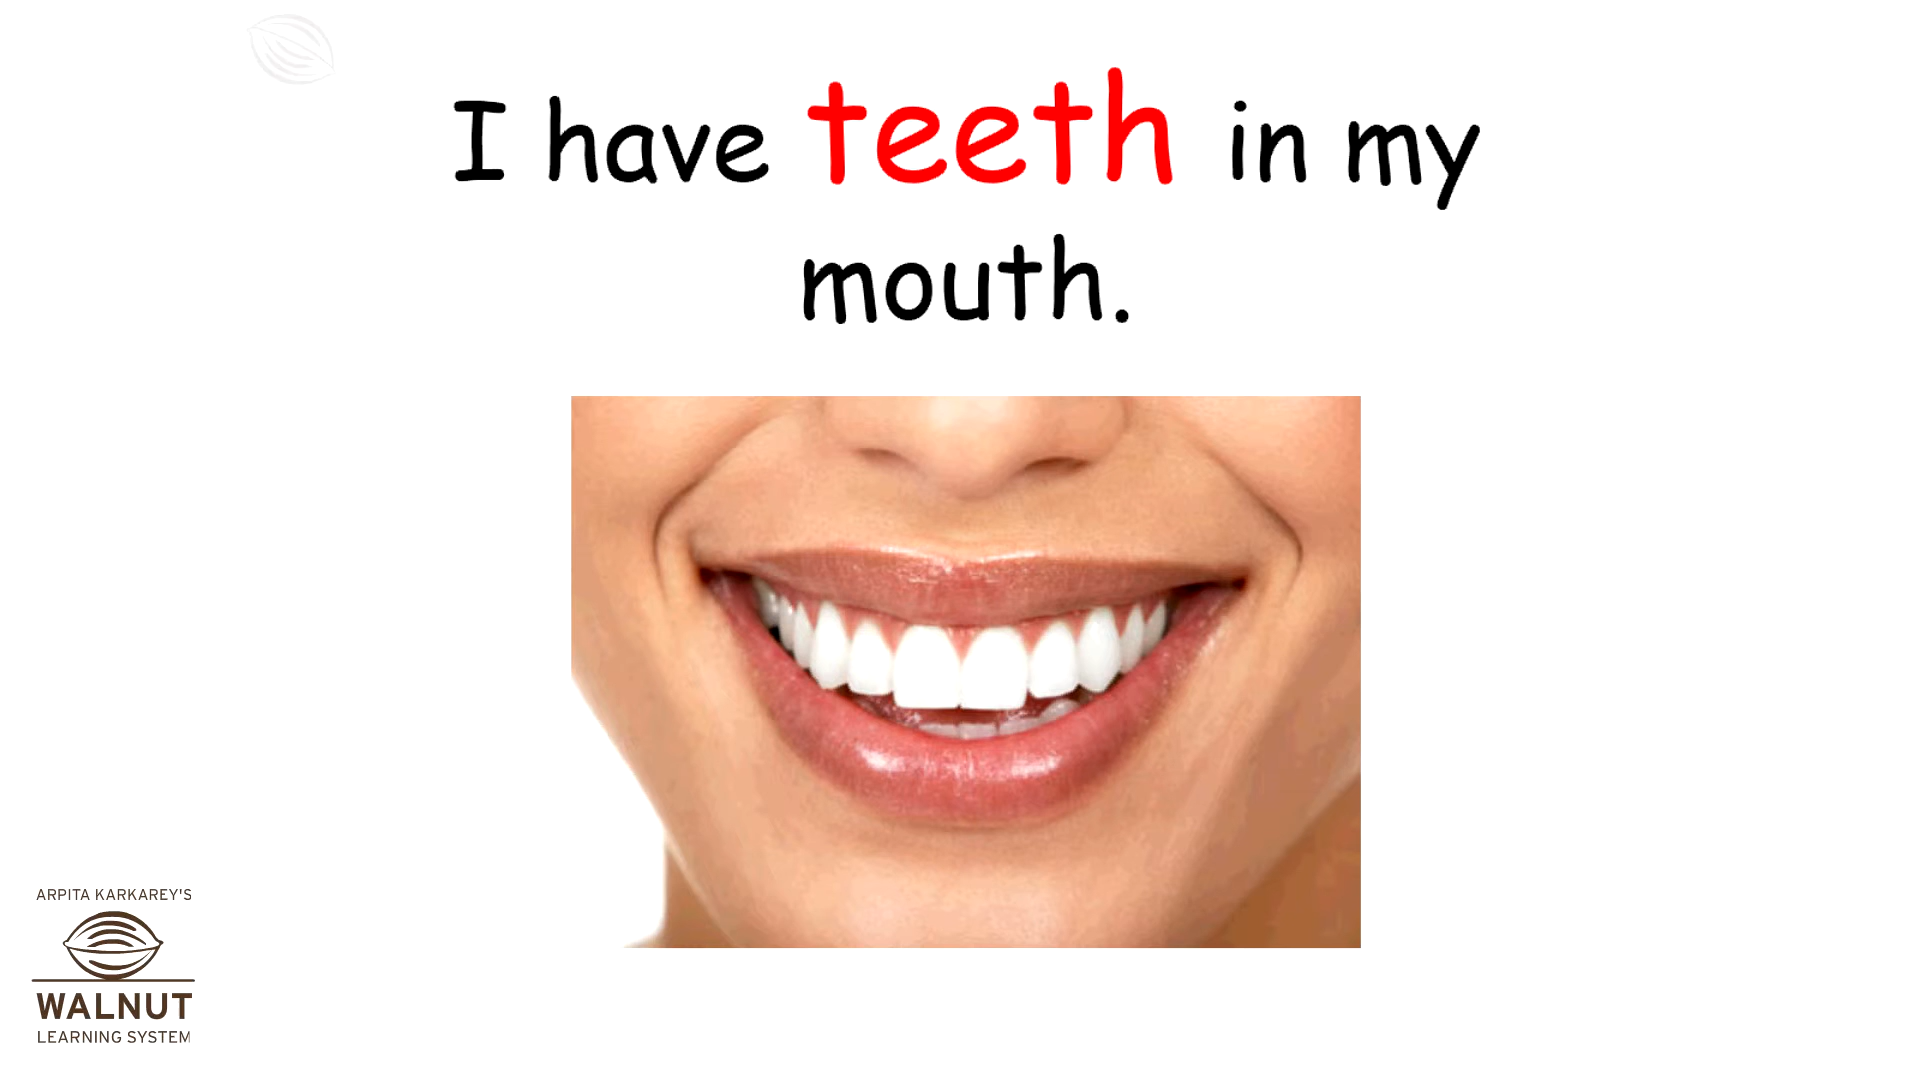 I have teeth in my
mouth.
ARPITA KARKAREY'S
WALNUT
LEARNING SYSTEM